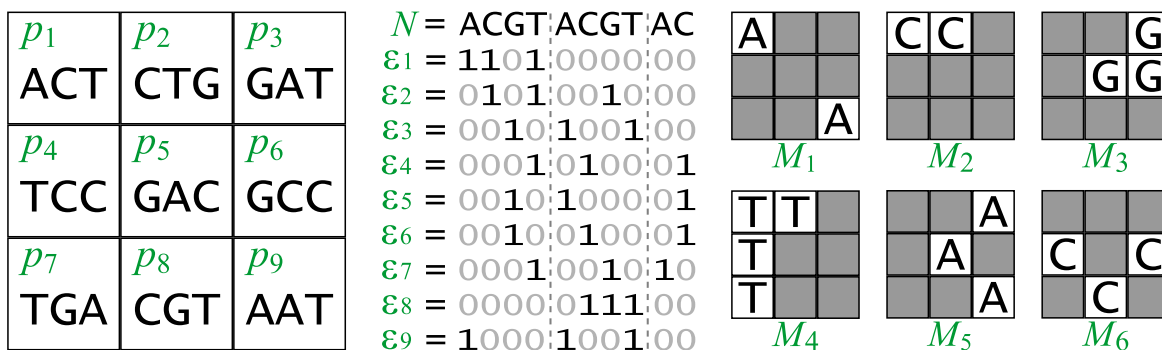 p1 p2 p3
ACT CTG GAT
p4 p5 p6
TCC GAC GCC
p7 p8 p9
TGA CGT AAT
N = ACGT ACGT AC
ε1 = 1101 0000 00
ε2 = 0101 0010 00
ε3 = 0010 1001 00
ε4 = 0001 0100 01
ε5 = 0010 1000 01
ε6 = 0010 0100 01
ε7 = 0001 0010 10
ε8 = 0000 0111 00
ε9 = 1000 1001 00
A
A
M1
C C
M2
G
G G
M3
T T
T
T
M4
A
A
A
M5
C C
C
M6